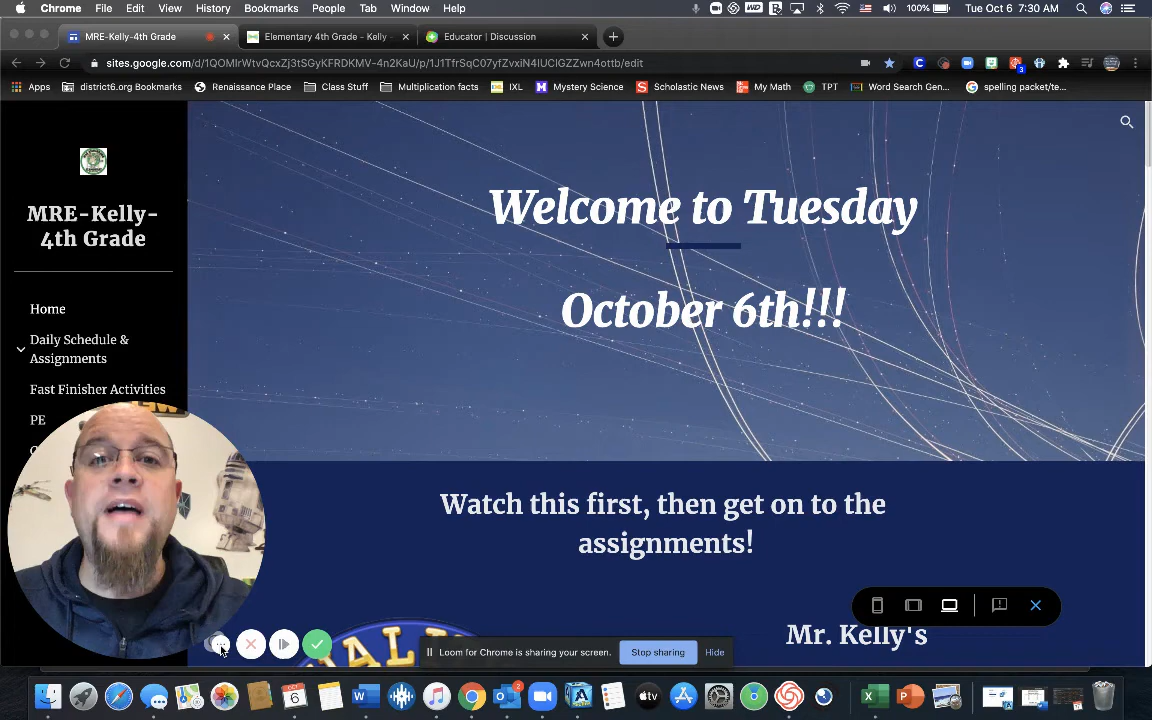 Chrome File Edit View History Bookmarks People Tab Window Help 100% Tue Oct 6 7:30 AM
MRE-Kelly-4th Grade Elementary 4th Grade - Kelly - Educator | Discussion
sites.google.com/d/1QOMlrWtvQcxZj3tSGyKFRDKMV-4n2KaU/p/1J1TfrSqC07yfZvxiN4IUCIGZZwn4ottb/edit
Apps district6.org Bookmarks Renaissance Place Class Stuff Multiplication facts IXL Mystery Science Scholastic News My Math TPT Word Search Gen... spelling packet/te...
MRE-Kelly-
4th Grade
Home
Daily Schedule &
Assignments
Fast Finisher Activities
PE
Welcome to Tuesday
October 6th!!!
Watch this first, then get on to the
assignments!
Mr. Kelly's
Loom for Chrome is sharing your screen. Stop sharing Hide